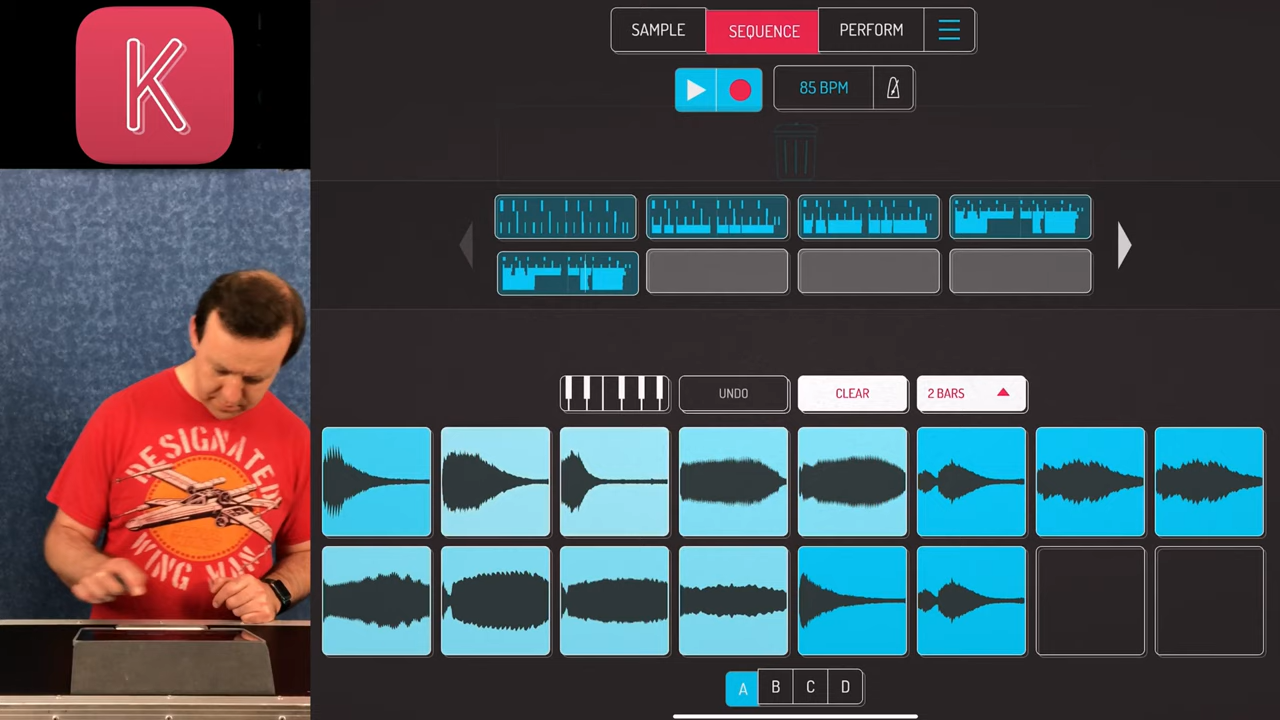 K
SAMPLE
SEQUENCE
PERFORM
85 BPM
UNDO
CLEAR
2 BARS
DESIGNATED
WING MAN
A
B
C
D